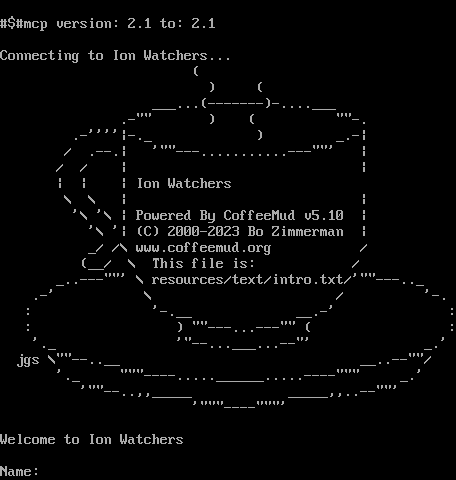 #$#mcp version: 2.1 to: 2.1
Connecting to Ion Watchers...
Ion Watchers
Powered By CoffeeMud v5.10
(C) 2000-2023 Bo Zimmerman
www.coffeemud.org
This file is:
resources/text/intro.txt
jgs
Welcome to Ion Watchers
Name: